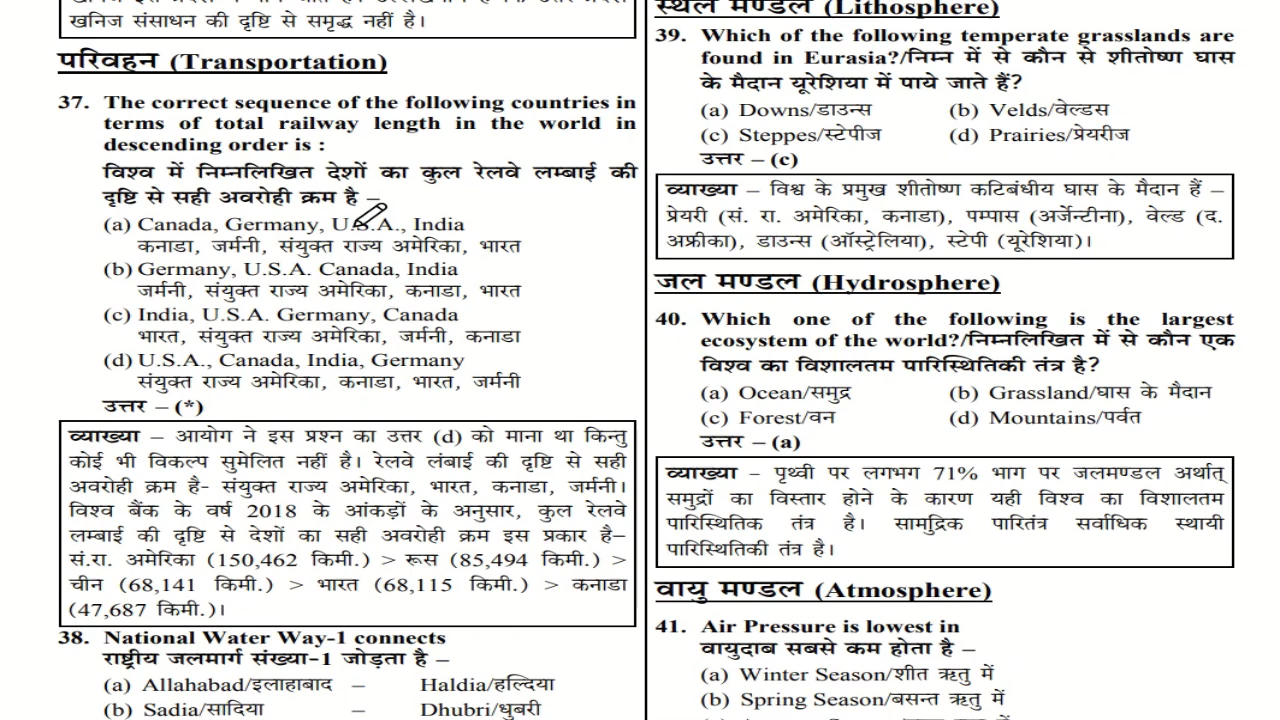 खनिज संसाधन की दृष्टि से समृद्ध नहीं है।
परिवहन (Transportation)
37. The correct sequence of the following countries in
terms of total railway length in the world in
descending order is :
विश्व में निम्नलिखित देशों का कुल रेलवे लम्बाई की
दृष्टि से सही अवरोही क्रम है –
(a) Canada, Germany, U.S.A., India
कनाडा, जर्मनी, संयुक्त राज्य अमेरिका, भारत
(b) Germany, U.S.A. Canada, India
जर्मनी, संयुक्त राज्य अमेरिका, कनाडा, भारत
(c) India, U.S.A. Germany, Canada
भारत, संयुक्त राज्य अमेरिका, जर्मनी, कनाडा
(d) U.S.A., Canada, India, Germany
संयुक्त राज्य अमेरिका, कनाडा, भारत, जर्मनी
उत्तर – (*)
व्याख्या – आयोग ने इस प्रश्न का उत्तर (d) को माना था किन्तु
कोई भी विकल्प सुमेलित नहीं है। रेलवे लंबाई की दृष्टि से सही
अवरोही क्रम है- संयुक्त राज्य अमेरिका, भारत, कनाडा, जर्मनी।
विश्व बैंक के वर्ष 2018 के आंकड़ों के अनुसार, कुल रेलवे
लम्बाई की दृष्टि से देशों का सही अवरोही क्रम इस प्रकार है–
सं.रा. अमेरिका (150,462 किमी.) > रूस (85,494 किमी.) >
चीन (68,141 किमी.) > भारत (68,115 किमी.) > कनाडा
(47,687 किमी.)।
38. National Water Way-1 connects
राष्ट्रीय जलमार्ग संख्या-1 जोड़ता है –
(a) Allahabad/इलाहाबाद – Haldia/हल्दिया
(b) Sadia/सादिया – Dhubri/धुबरी
स्थल मण्डल (Lithosphere)
39. Which of the following temperate grasslands are
found in Eurasia?/निम्न में से कौन से शीतोष्ण घास
के मैदान यूरेशिया में पाये जाते हैं?
(a) Downs/डाउन्स (b) Velds/वेल्डस
(c) Steppes/स्टेपीज (d) Prairies/प्रेयरीज
उत्तर – (c)
व्याख्या – विश्व के प्रमुख शीतोष्ण कटिबंधीय घास के मैदान हैं –
प्रेयरी (सं. रा. अमेरिका, कनाडा), पम्पास (अर्जेन्टीना), वेल्ड (द.
अफ्रीका), डाउन्स (ऑस्ट्रेलिया), स्टेपी (यूरेशिया)।
जल मण्डल (Hydrosphere)
40. Which one of the following is the largest
ecosystem of the world?/निम्नलिखित में से कौन एक
विश्व का विशालतम पारिस्थितिकी तंत्र है?
(a) Ocean/समुद्र (b) Grassland/घास के मैदान
(c) Forest/वन (d) Mountains/पर्वत
उत्तर – (a)
व्याख्या – पृथ्वी पर लगभग 71% भाग पर जलमण्डल अर्थात्
समुद्रों का विस्तार होने के कारण यही विश्व का विशालतम
पारिस्थितिक तंत्र है। सामुद्रिक पारितंत्र सर्वाधिक स्थायी
पारिस्थितिकी तंत्र है।
वायु मण्डल (Atmosphere)
41. Air Pressure is lowest in
वायुदाब सबसे कम होता है –
(a) Winter Season/शीत ऋतु में
(b) Spring Season/बसन्त ऋतु में